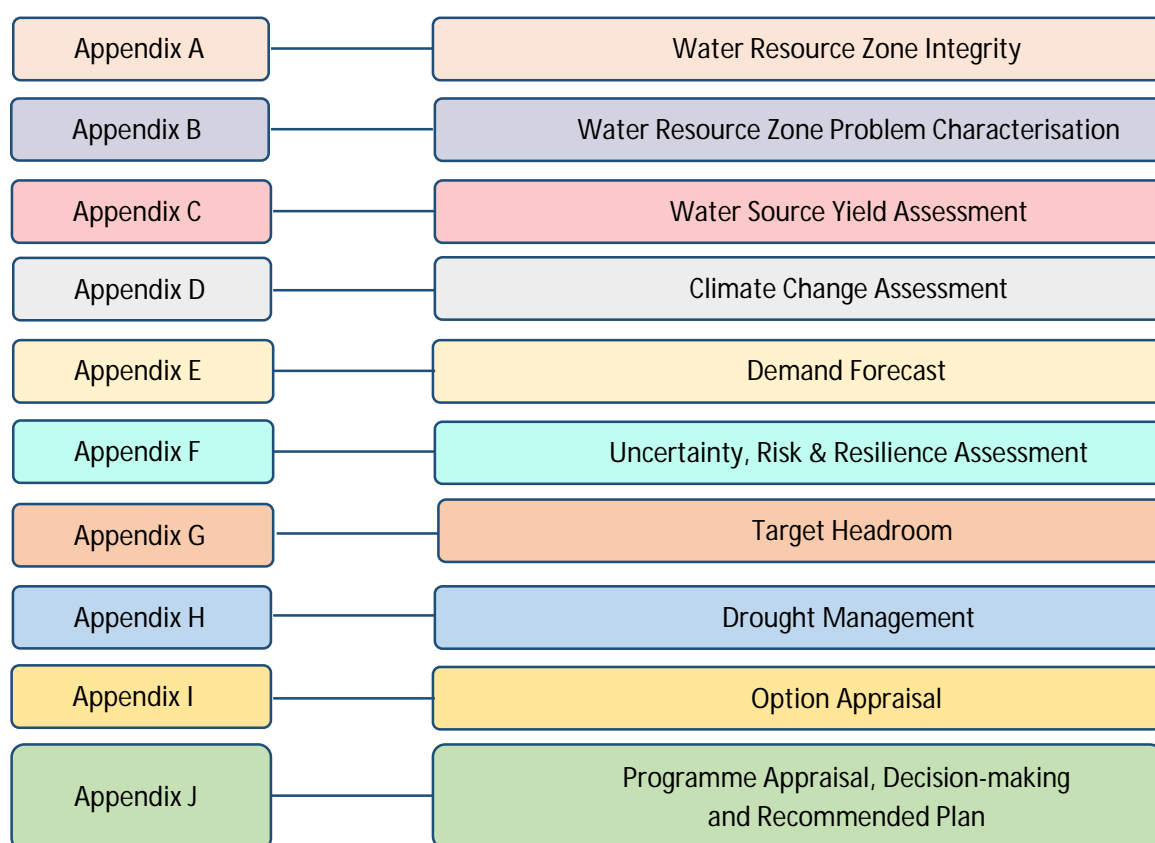 Appendix A
Water Resource Zone Integrity
Appendix B
Water Resource Zone Problem Characterisation
Appendix C
Water Source Yield Assessment
Appendix D
Climate Change Assessment
Appendix E
Demand Forecast
Appendix F
Uncertainty, Risk & Resilience Assessment
Appendix G
Target Headroom
Appendix H
Drought Management
Appendix I
Option Appraisal
Appendix J
Programme Appraisal, Decision-making
and Recommended Plan